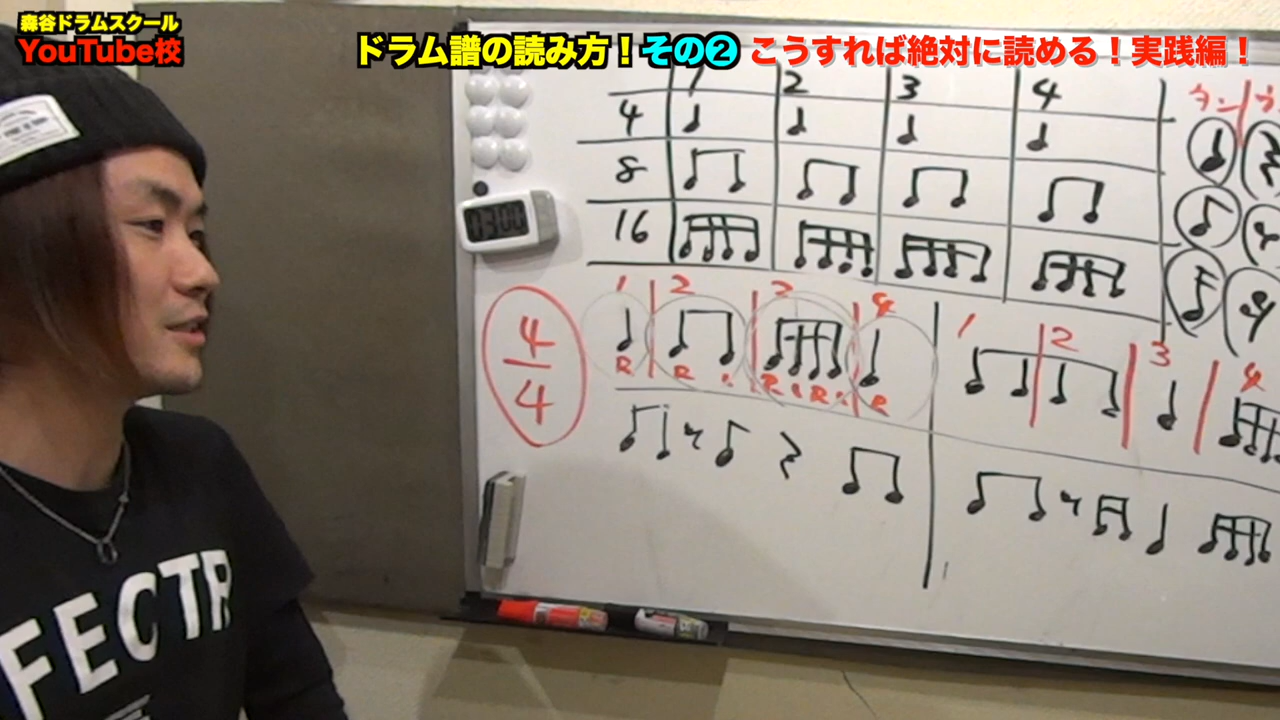 森谷ドラムスクール
YouTube校
ドラム譜の読み方！その❷ こうすれば絶対に読める！実践編！
1 2 3 4
4
8
16
タン
4/4
1 2 3 4
R R R R R
1 2 3 4
FECTR